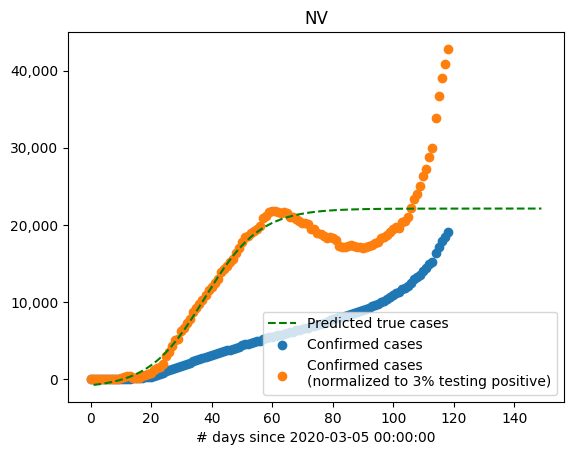 NV
40,000
30,000
20,000
10,000
0
Predicted true cases
Confirmed cases
Confirmed cases
(normalized to 3% testing positive)
0 20 40 60 80 100 120 140
# days since 2020-03-05 00:00:00